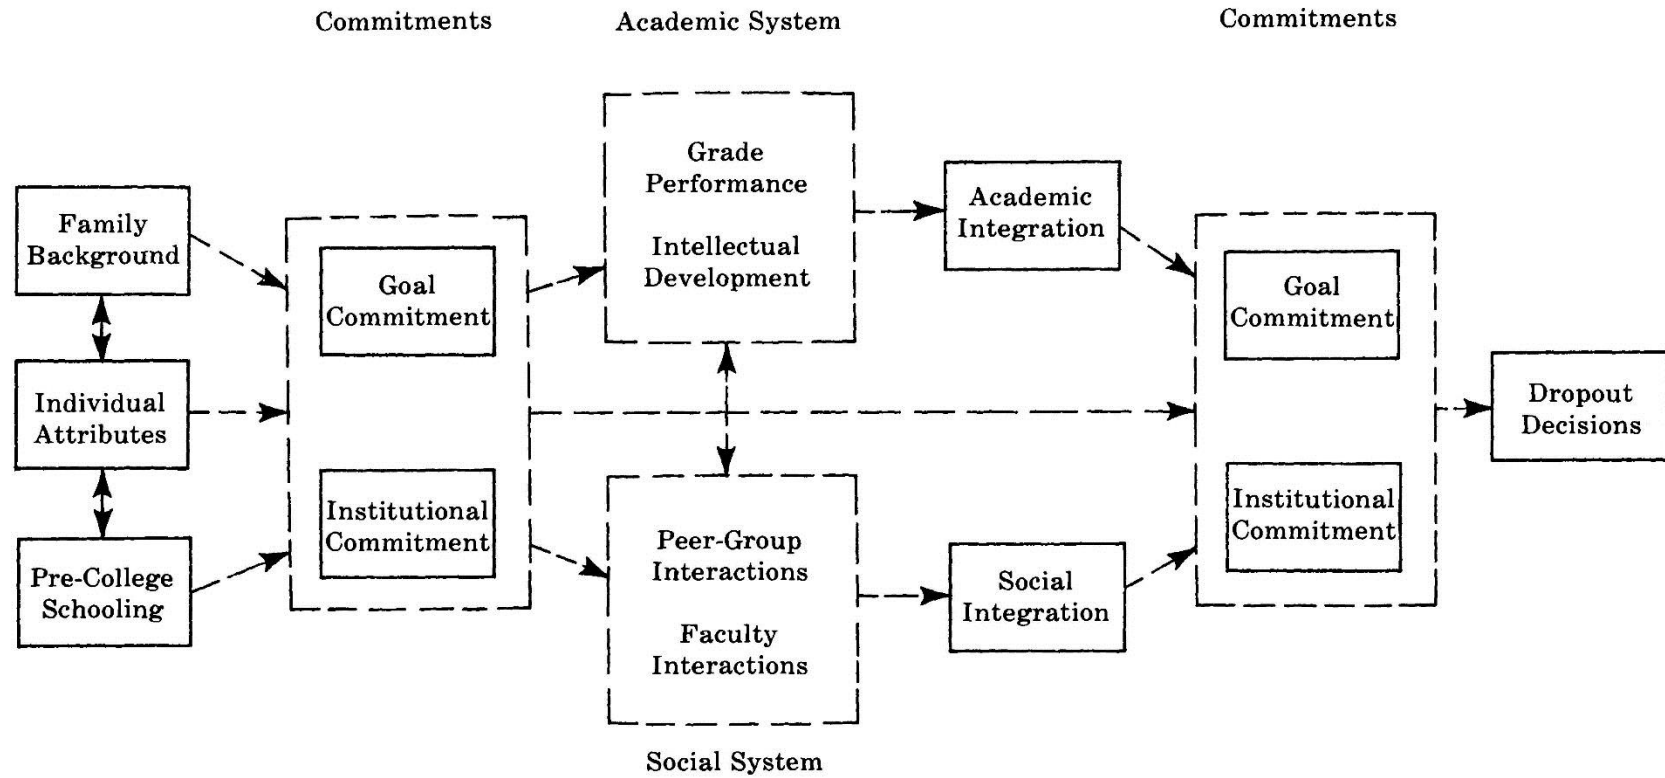 Commitments
Academic System
Commitments
Family
Background
Individual
Attributes
Pre-College
Schooling
Goal
Commitment
Institutional
Commitment
Grade
Performance
Intellectual
Development
Peer-Group
Interactions
Faculty
Interactions
Social System
Academic
Integration
Social
Integration
Goal
Commitment
Institutional
Commitment
Dropout
Decisions